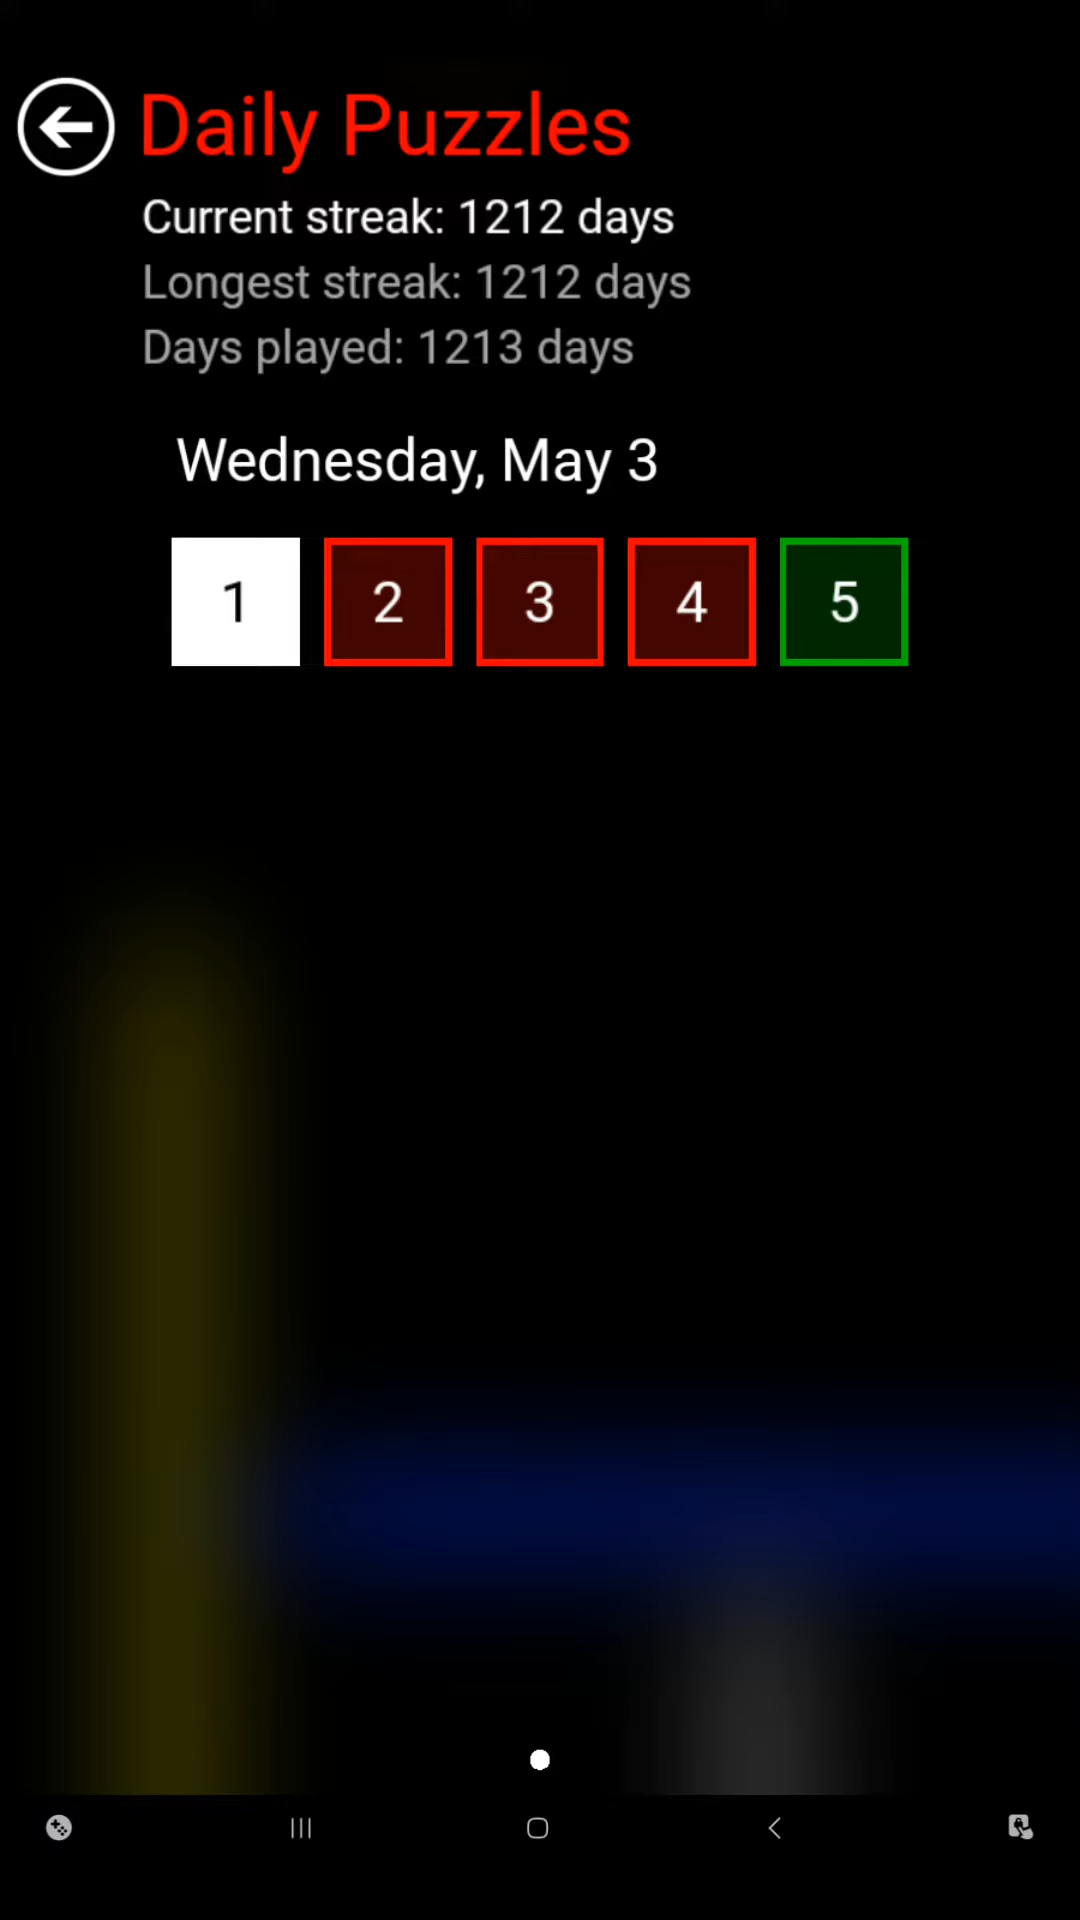 Daily Puzzles
Current streak: 1212 days
Longest streak: 1212 days
Days played: 1213 days
Wednesday, May 3
1 2 3 4 5